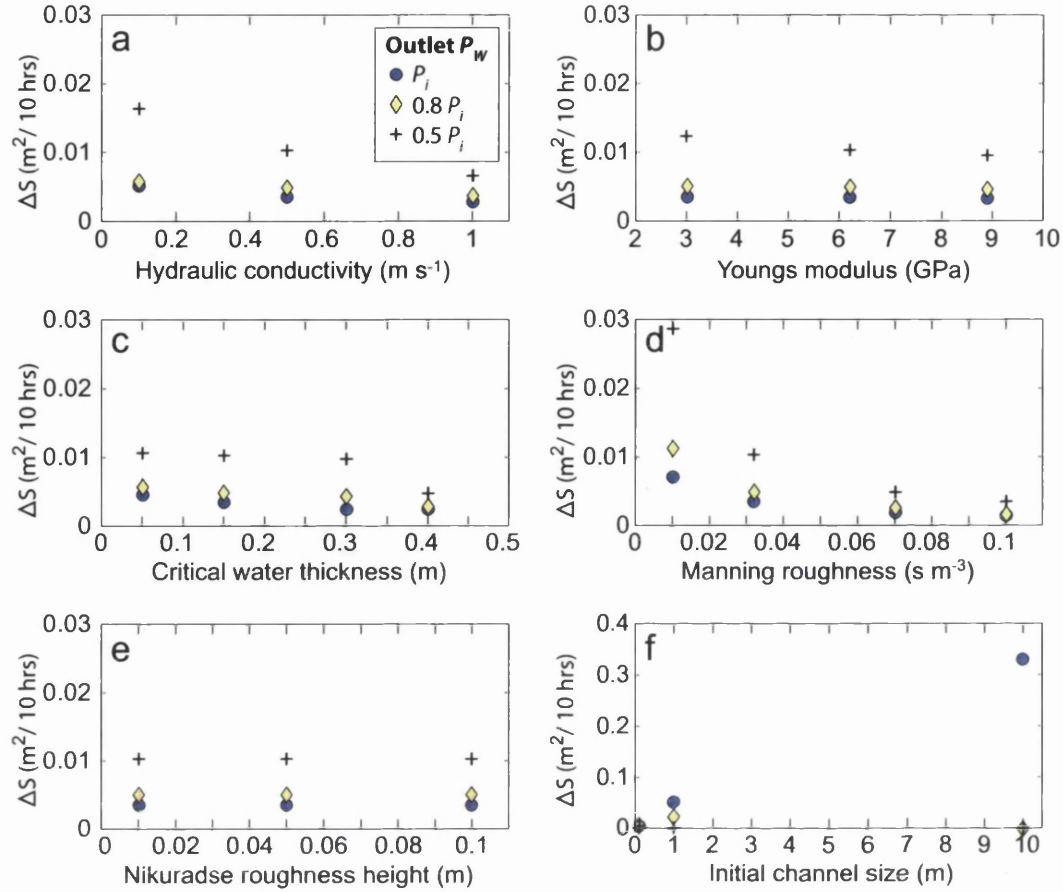 a
Outlet P_W
P_i
0.8 P_i
0.5 P_i
0.03
0.02
0.01
0
ΔS (m²/ 10 hrs)
0 0.2 0.4 0.6 0.8 1
Hydraulic conductivity (m s⁻¹)
b
0.03
0.02
0.01
0
ΔS (m²/ 10 hrs)
2 3 4 5 6 7 8 9 10
Youngs modulus (GPa)
c
0.03
0.02
0.01
0
ΔS (m²/ 10 hrs)
0 0.1 0.2 0.3 0.4 0.5
Critical water thickness (m)
d
0.03
0.02
0.01
0
ΔS (m²/ 10 hrs)
0 0.02 0.04 0.06 0.08 0.1
Manning roughness (s m⁻³)
e
0.03
0.02
0.01
0
ΔS (m²/ 10 hrs)
0 0.02 0.04 0.06 0.08 0.1
Nikuradse roughness height (m)
f
0.4
0.3
0.2
0.1
0
ΔS (m²/ 10 hrs)
0 1 2 3 4 5 6 7 8 9 10
Initial channel size (m)